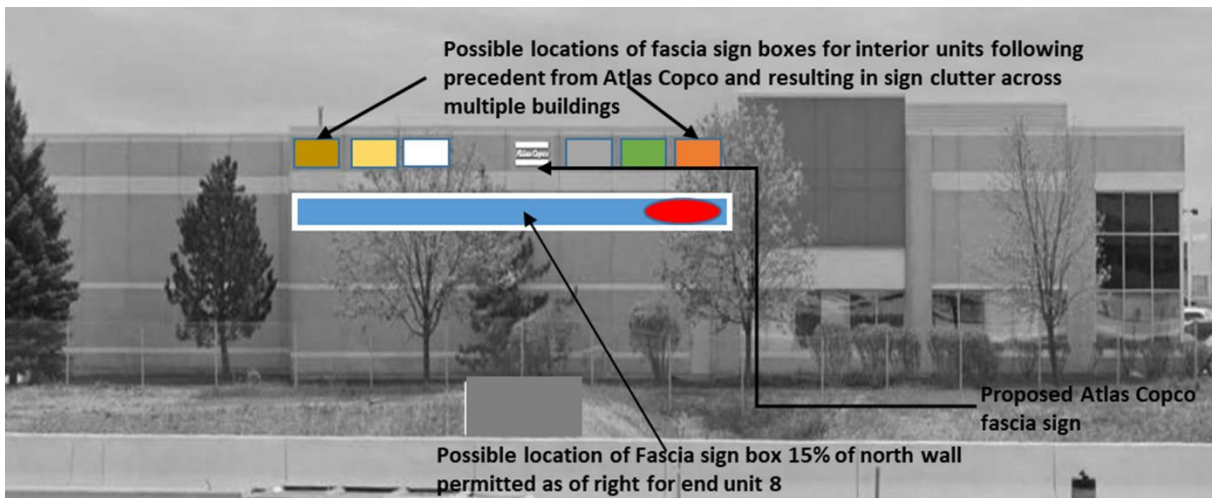 Possible locations of fascia sign boxes for interior units following
precedent from Atlas Copco and resulting in sign clutter across
multiple buildings
Atlas Copco
Proposed Atlas Copco
fascia sign
Possible location of Fascia sign box 15% of north wall
permitted as of right for end unit 8